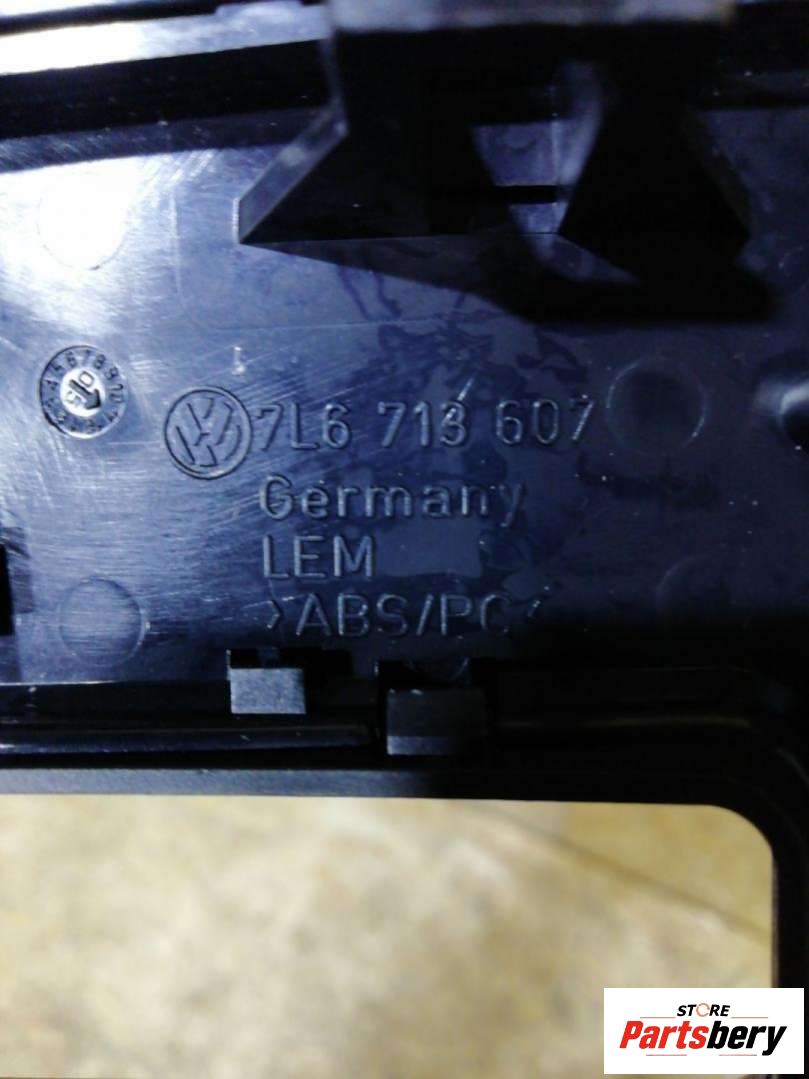 7L6 713 607
Germany
LEM
>ABS/PC<
STORE
Partsbery